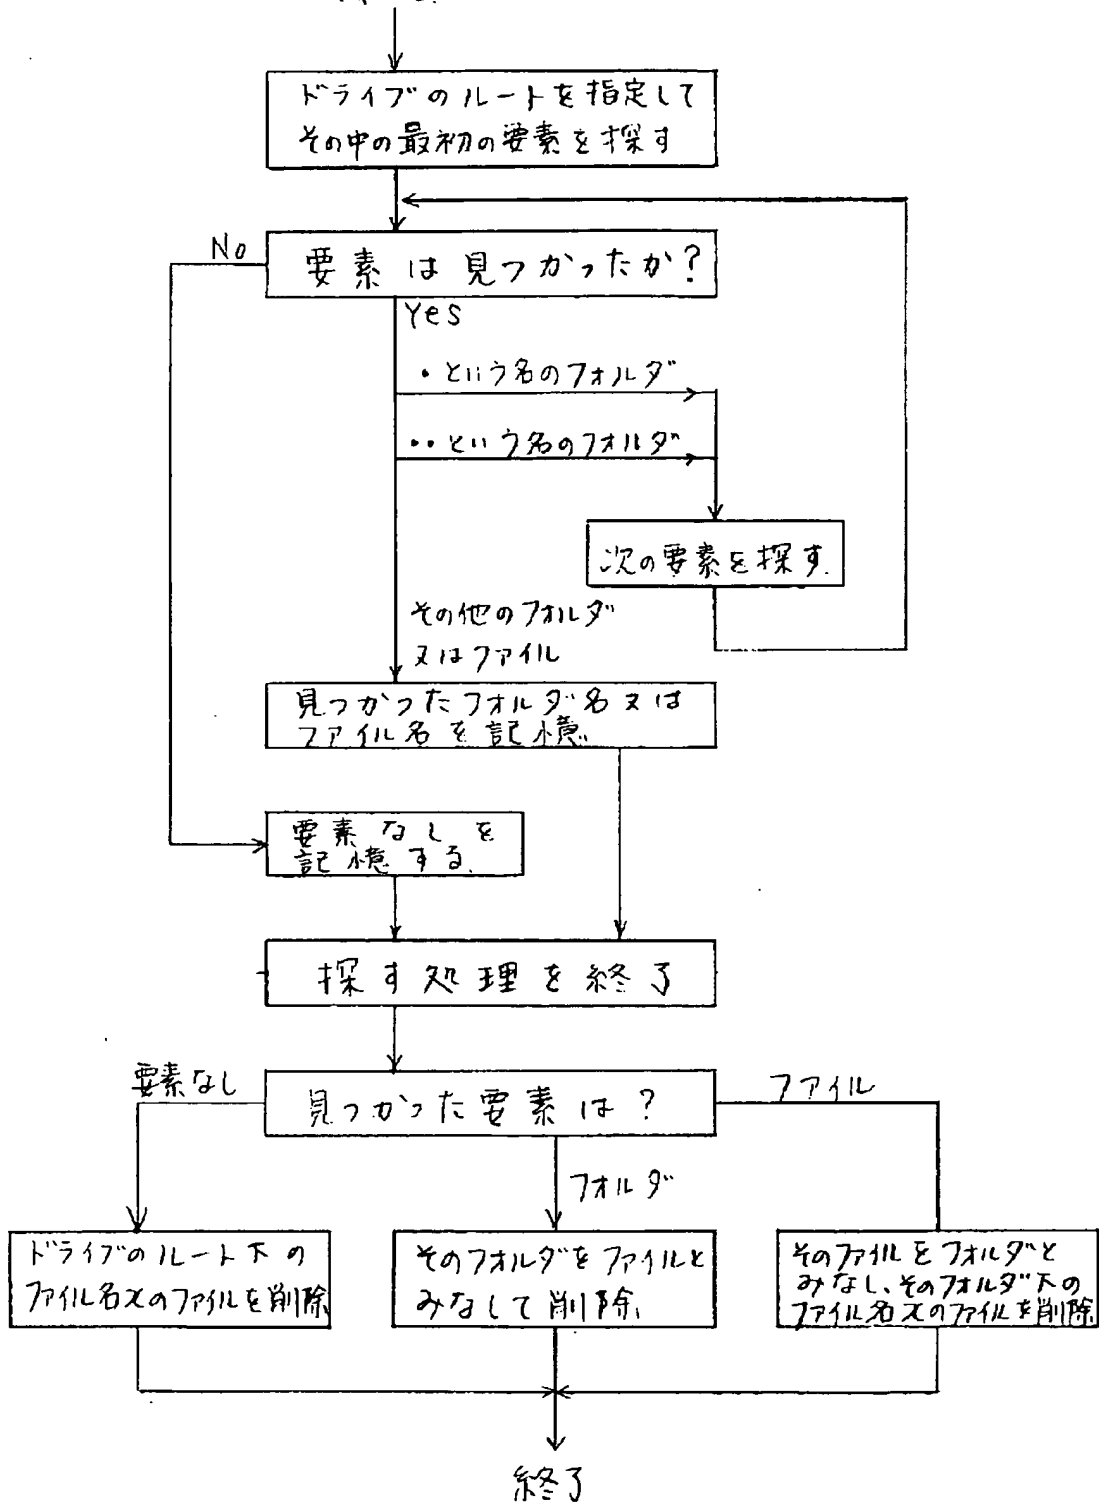 ドライブのルートを指定して
その中の最初の要素を探す
No
要素は見つかったか?
Yes
・という名のフォルダ
・・という名のフォルダ
次の要素を探す.
その他のフォルダ
又はファイル
見つかったフォルダ名又は
ファイル名を記憶.
要素なしを
記憶する.
探す処理を終了
要素なし
見つかった要素は?
ファイル
フォルダ
ドライブのルート下の
ファイル名xのファイルを削除
そのフォルダをファイルと
みなして削除.
そのファイルをフォルダと
みなし、そのフォルダ下の
ファイル名xのファイルを削除
終了